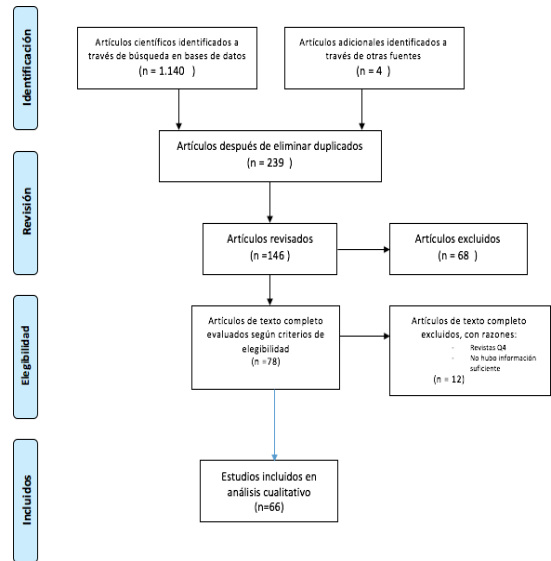 Identificación
Artículos científicos identificados a
través de búsqueda en bases de datos
(n = 1.140 )
Artículos adicionales identificados a
través de otras fuentes
(n = 4 )
Artículos después de eliminar duplicados
(n = 239 )
Revisión
Artículos revisados
(n =146 )
Artículos excluidos
(n = 68 )
Elegibilidad
Artículos de texto completo
evaluados según criterios de
elegibilidad
(n =78)
Artículos de texto completo
excluidos, con razones:
- Revistas Q4
- No hubo información
suficiente
(n = 12)
Incluidos
Estudios incluidos en
análisis cualitativo
(n=66)